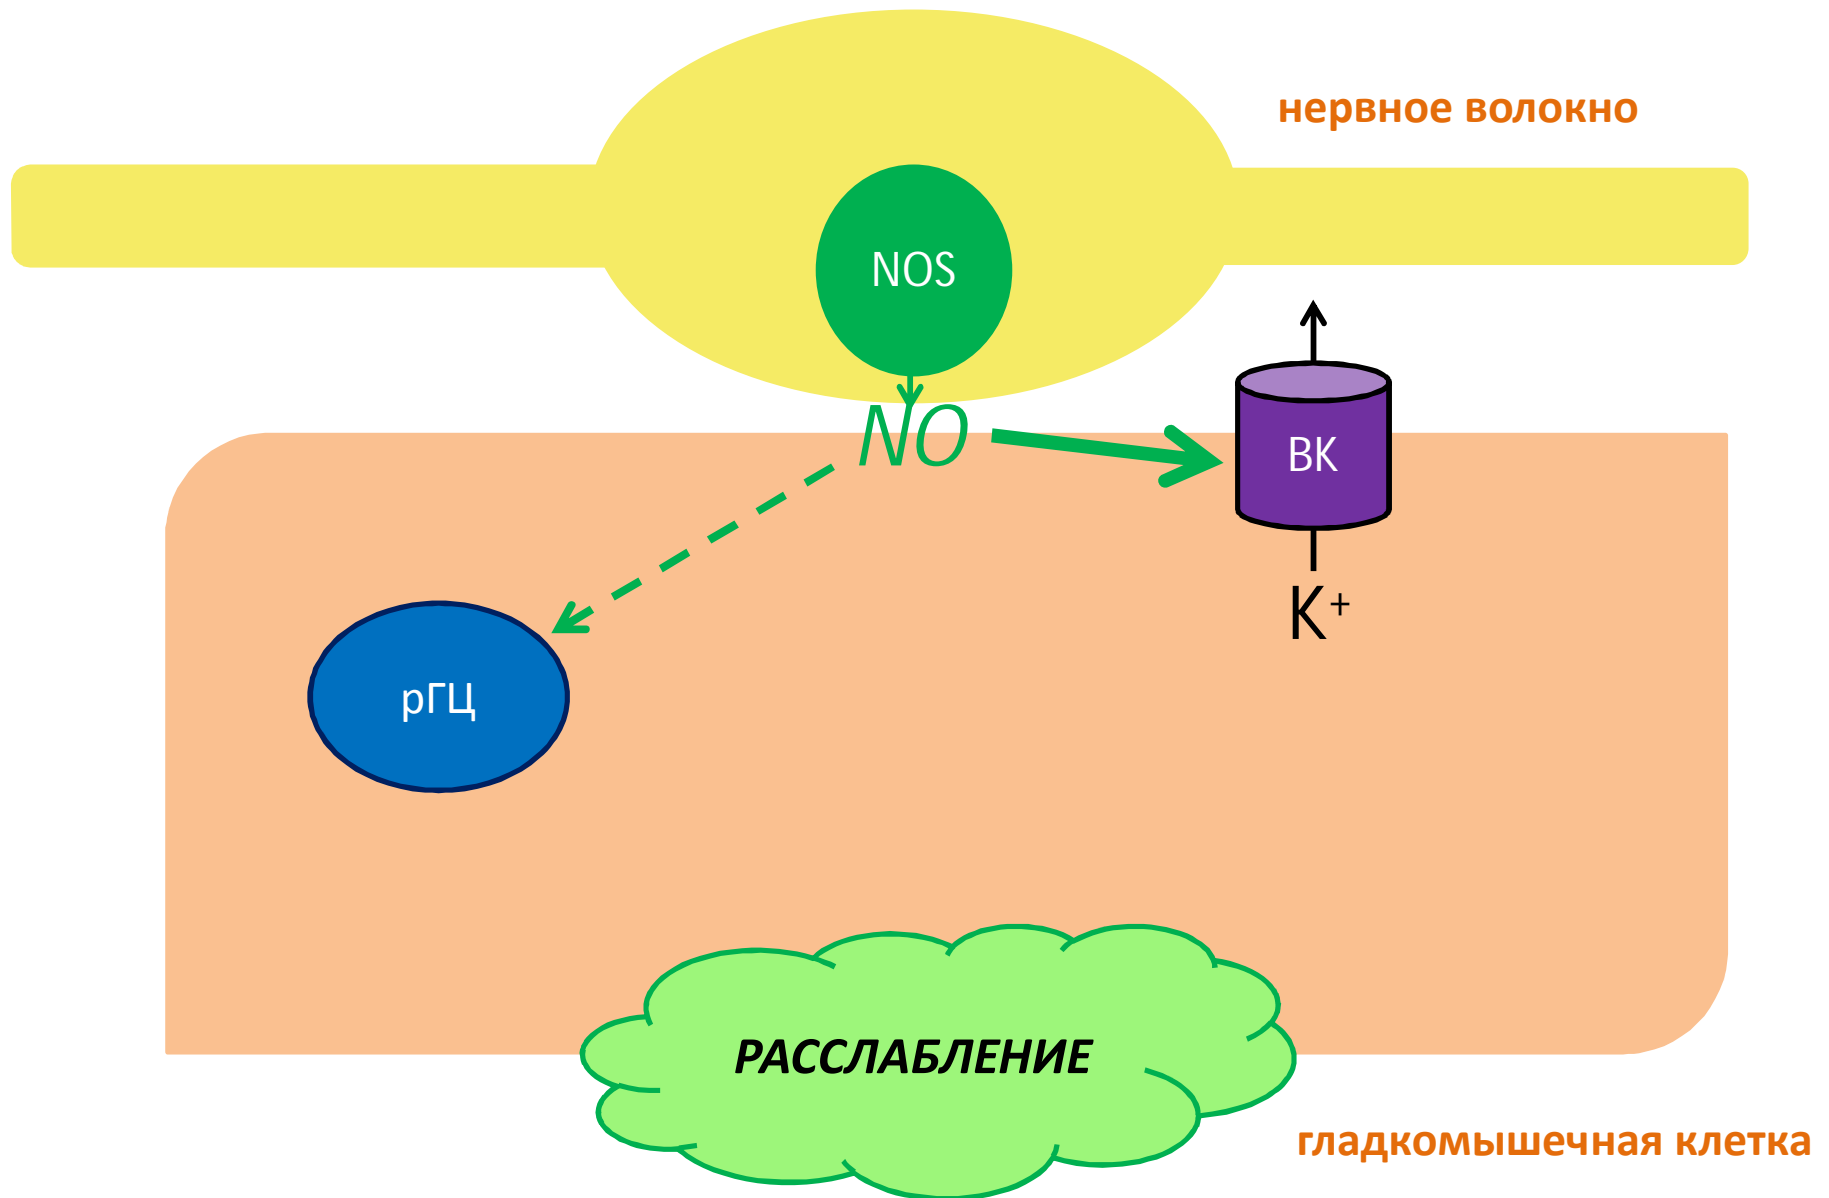 нервное волокно
NOS
NO
BK
K⁺
рГЦ
РАССЛАБЛЕНИЕ
гладкомышечная клетка